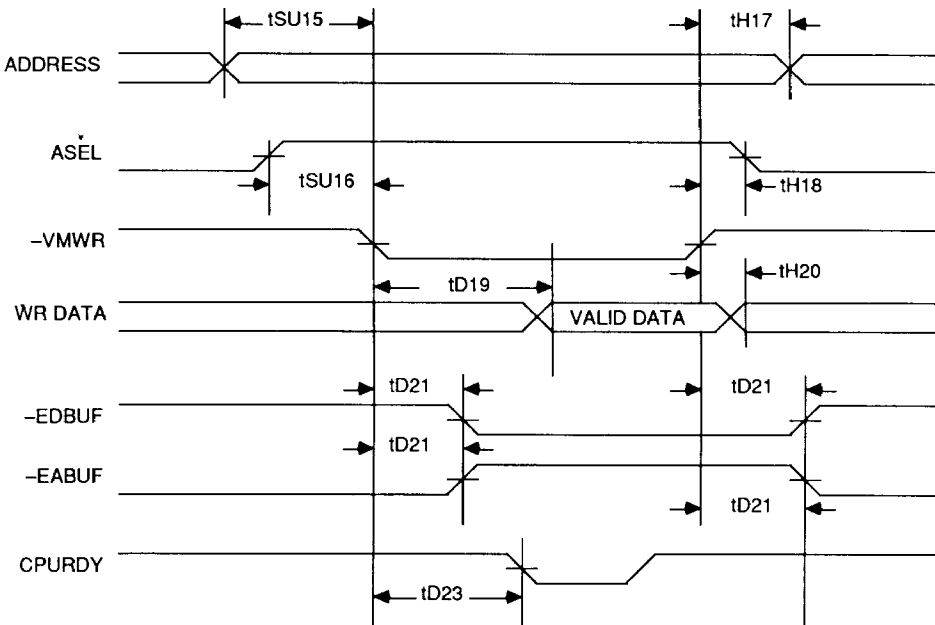 tSU15
tH17
ADDRESS
ASEL
tSU16
tH18
–VMWR
tD19
tH20
WR DATA
VALID DATA
tD21
tD21
–EDBUF
tD21
–EABUF
tD21
CPURDY
tD23